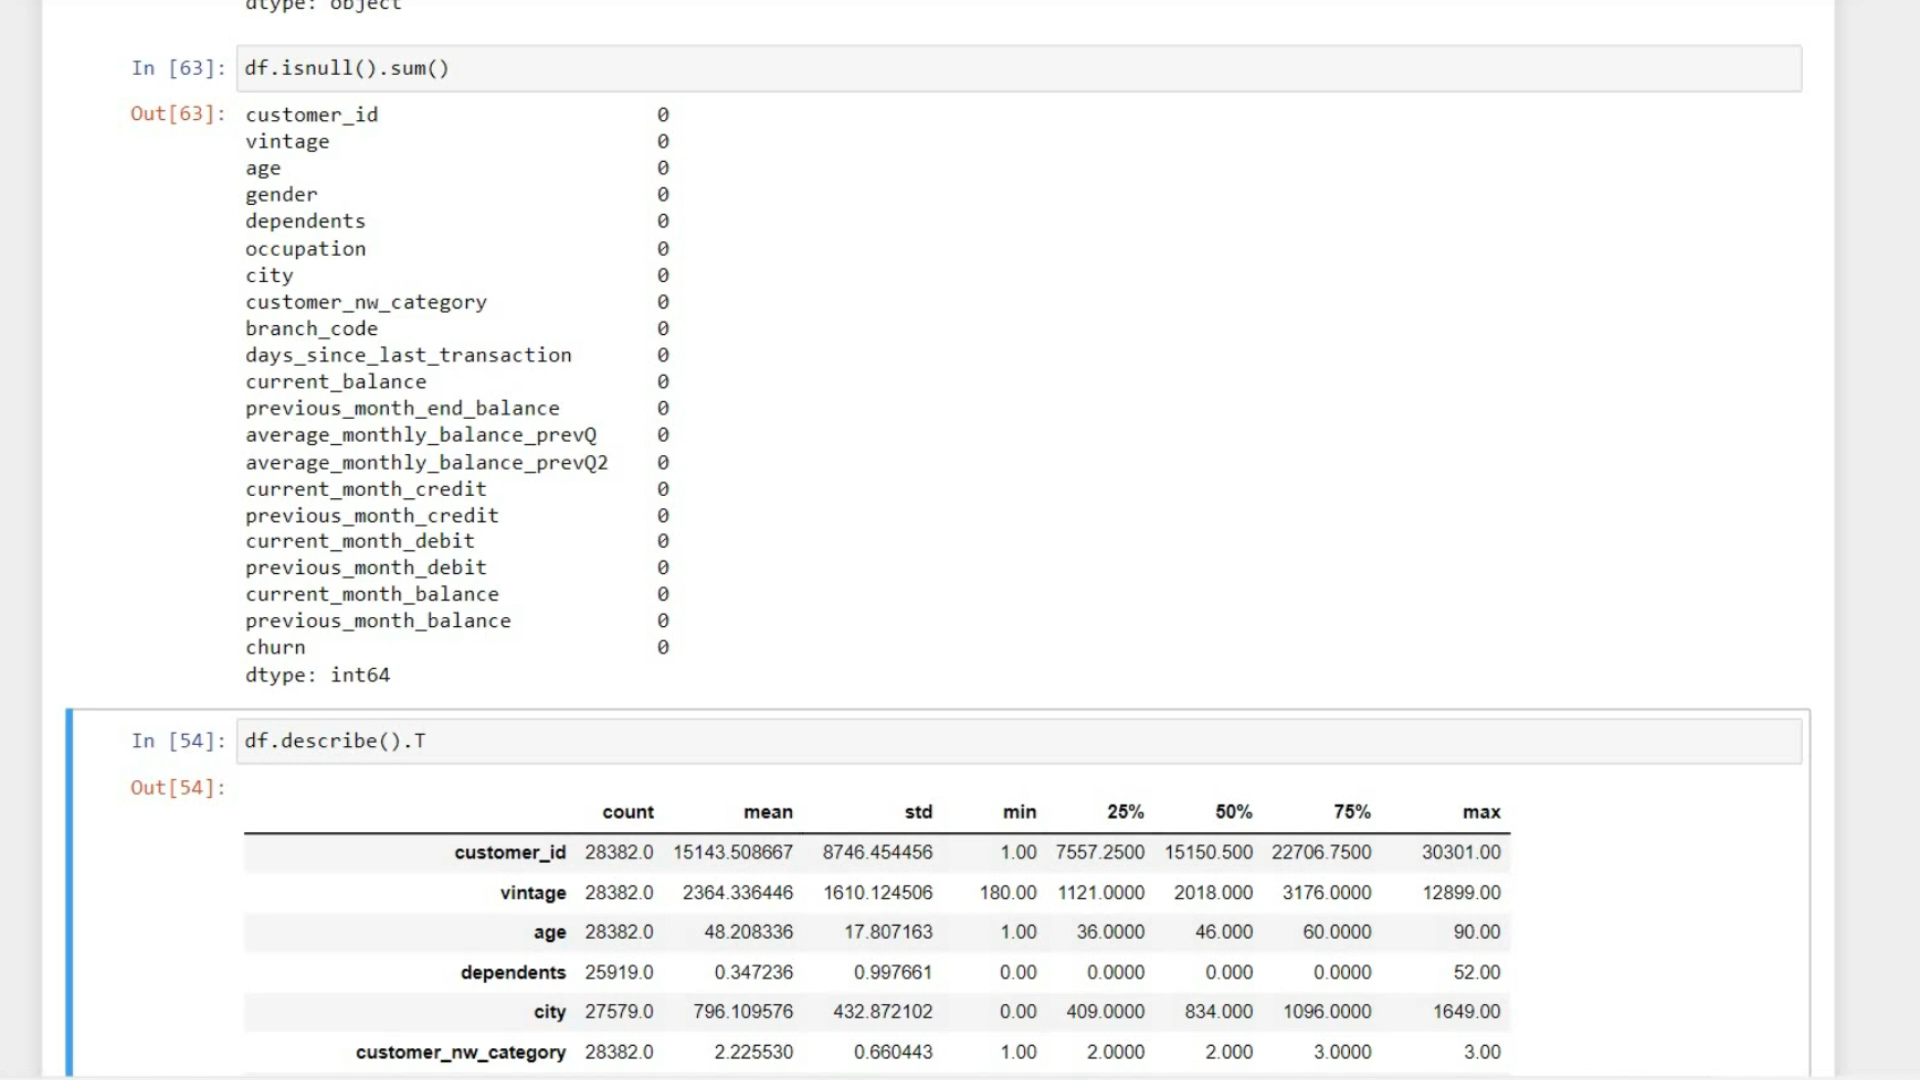 dtype: object
In [63]: df.isnull().sum()
Out[63]: customer_id 0
vintage 0
age 0
gender 0
dependents 0
occupation 0
city 0
customer_nw_category 0
branch_code 0
days_since_last_transaction 0
current_balance 0
previous_month_end_balance 0
average_monthly_balance_prevQ 0
average_monthly_balance_prevQ2 0
current_month_credit 0
previous_month_credit 0
current_month_debit 0
previous_month_debit 0
current_month_balance 0
previous_month_balance 0
churn 0
dtype: int64
In [54]: df.describe().T
Out[54]:
count mean std min 25% 50% 75% max
customer_id 28382.0 15143.508667 8746.454456 1.00 7557.2500 15150.500 22706.7500 30301.00
vintage 28382.0 2364.336446 1610.124506 180.00 1121.0000 2018.000 3176.0000 12899.00
age 28382.0 48.208336 17.807163 1.00 36.0000 46.000 60.0000 90.00
dependents 25919.0 0.347236 0.997661 0.00 0.0000 0.000 0.0000 52.00
city 27579.0 796.109576 432.872102 0.00 409.0000 834.000 1096.0000 1649.00
customer_nw_category 28382.0 2.225530 0.660443 1.00 2.0000 2.000 3.0000 3.00